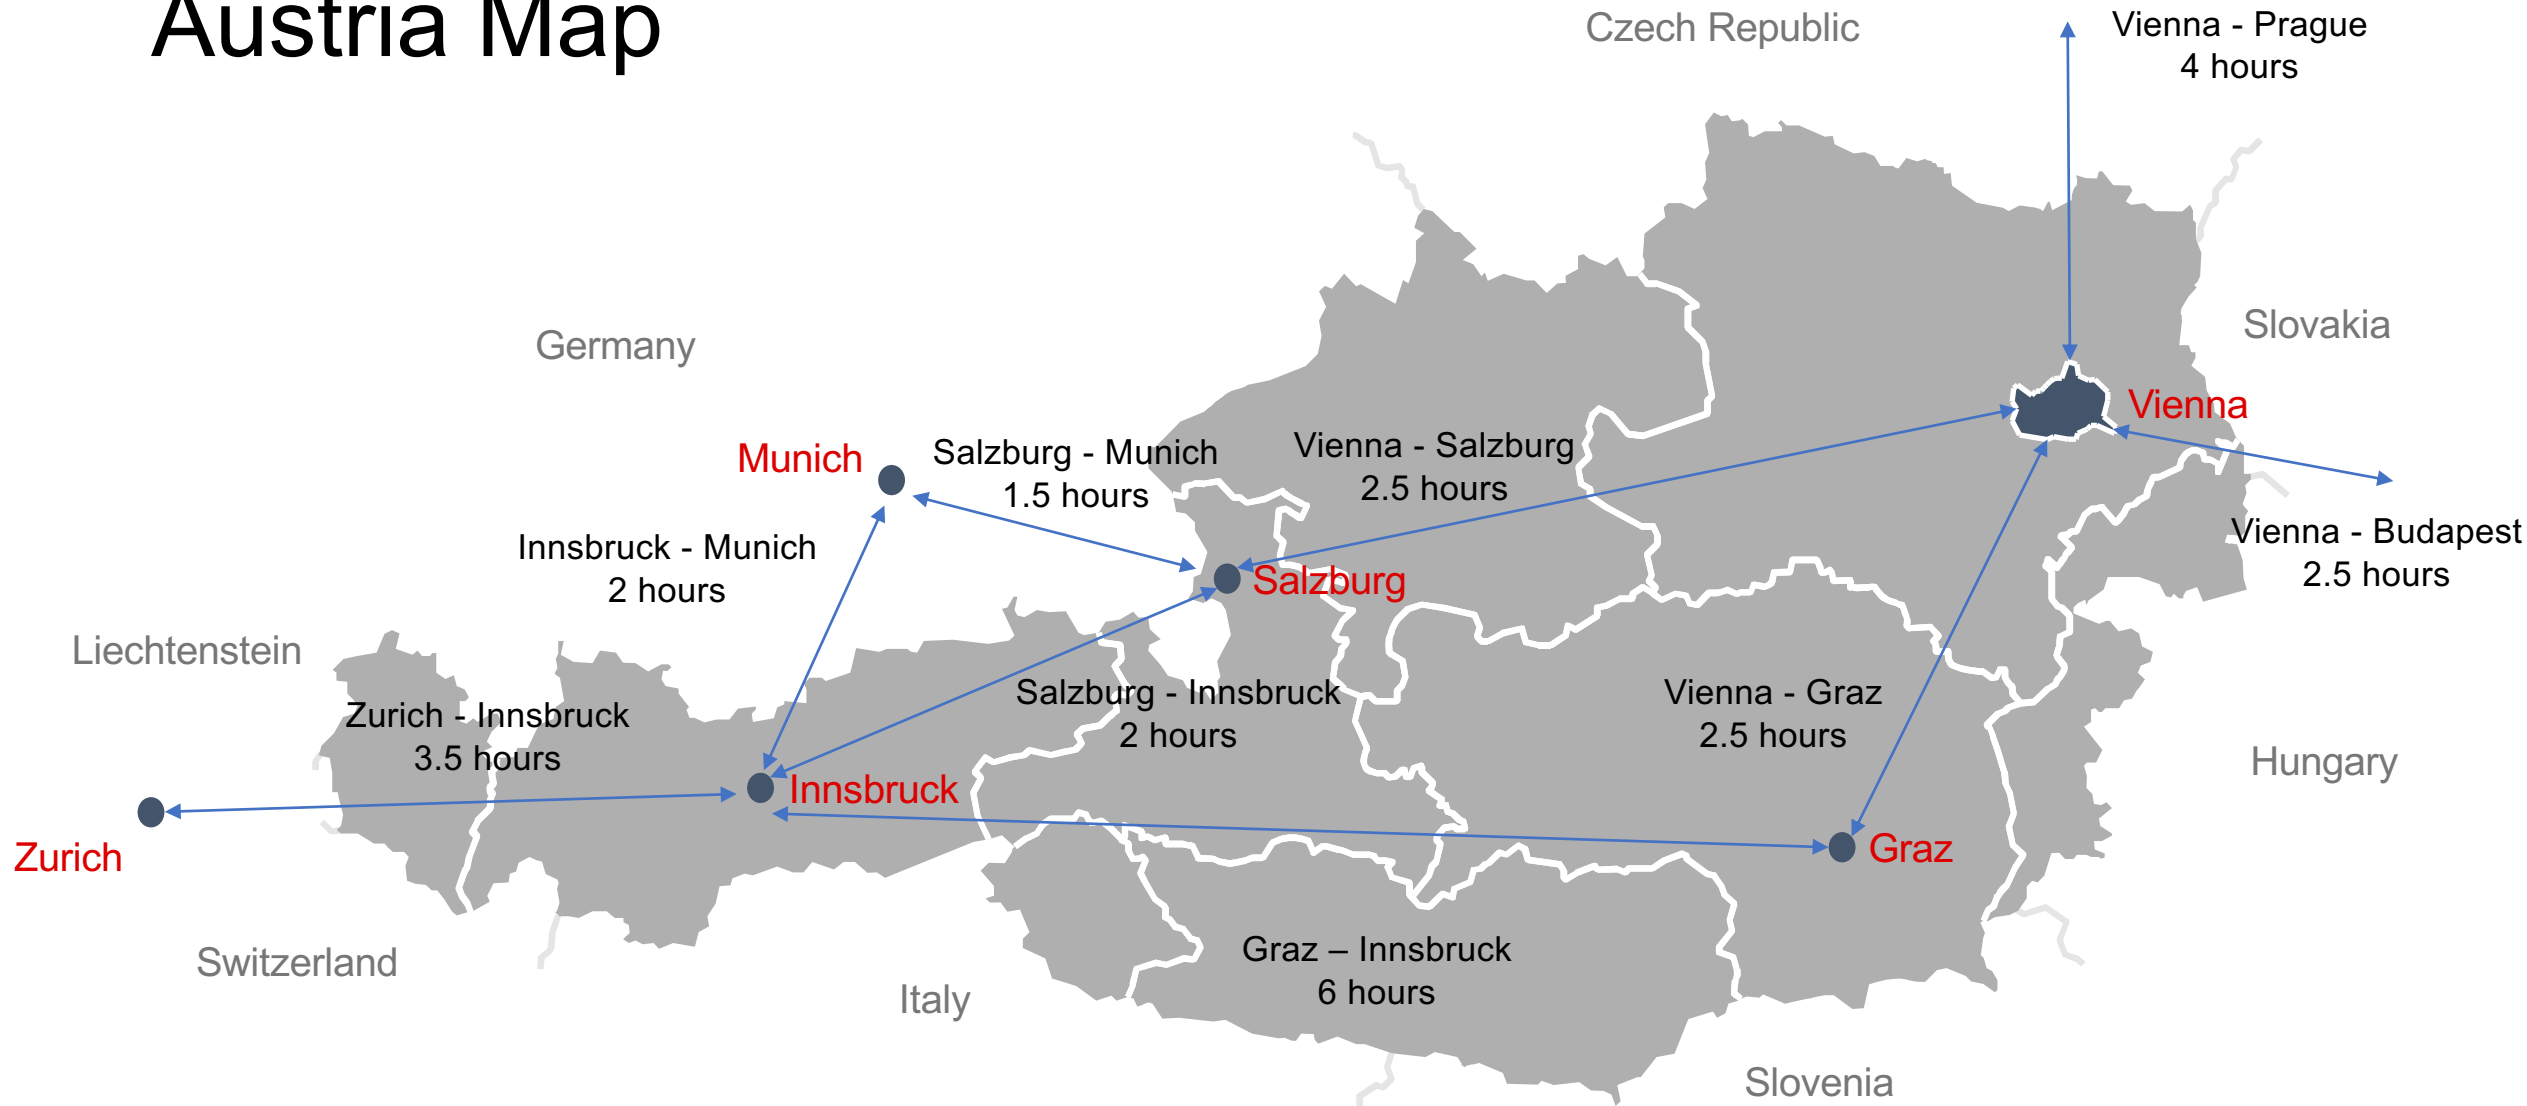 Austria Map
Czech Republic
Vienna - Prague
4 hours
Germany
Slovakia
Vienna
Munich
Salzburg - Munich
1.5 hours
Vienna - Salzburg
2.5 hours
Innsbruck - Munich
2 hours
Vienna - Budapest
2.5 hours
Salzburg
Liechtenstein
Zurich - Innsbruck
3.5 hours
Salzburg - Innsbruck
2 hours
Vienna - Graz
2.5 hours
Hungary
Innsbruck
Zurich
Graz
Switzerland
Graz – Innsbruck
6 hours
Italy
Slovenia